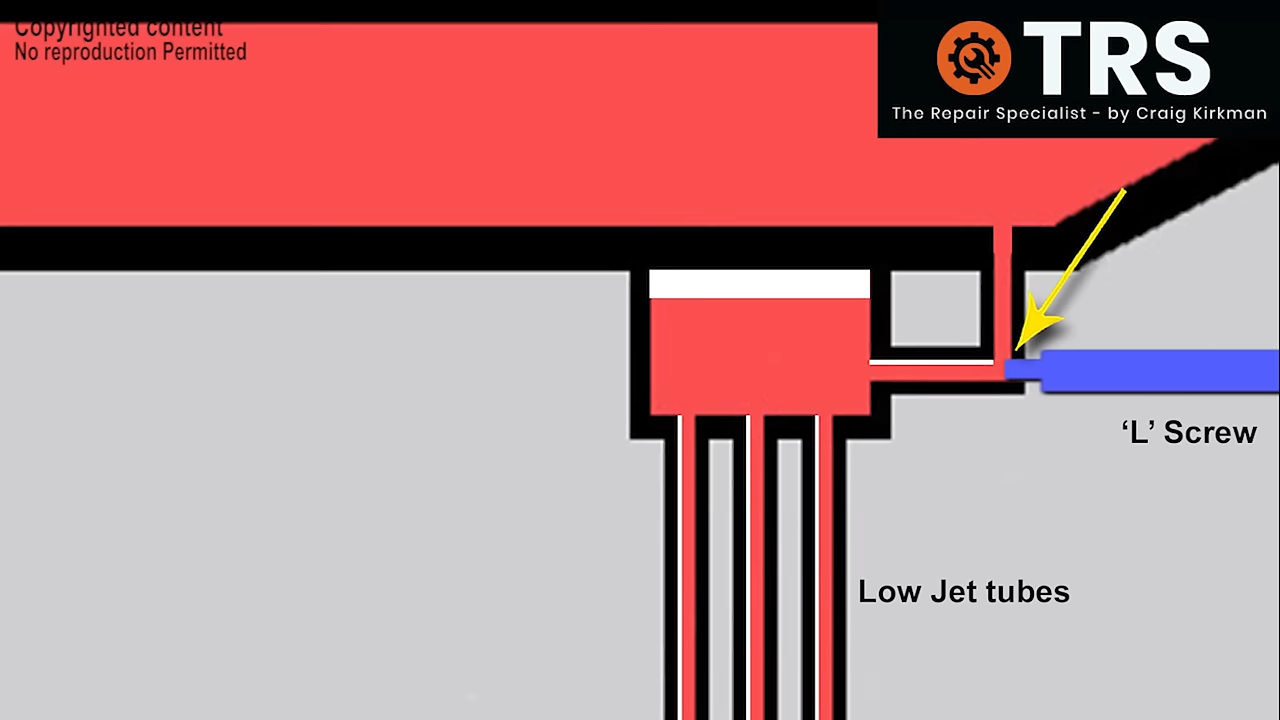 Copyrighted content
No reproduction Permitted
TRS
The Repair Specialist - by Craig Kirkman
‘L’ Screw
Low Jet tubes